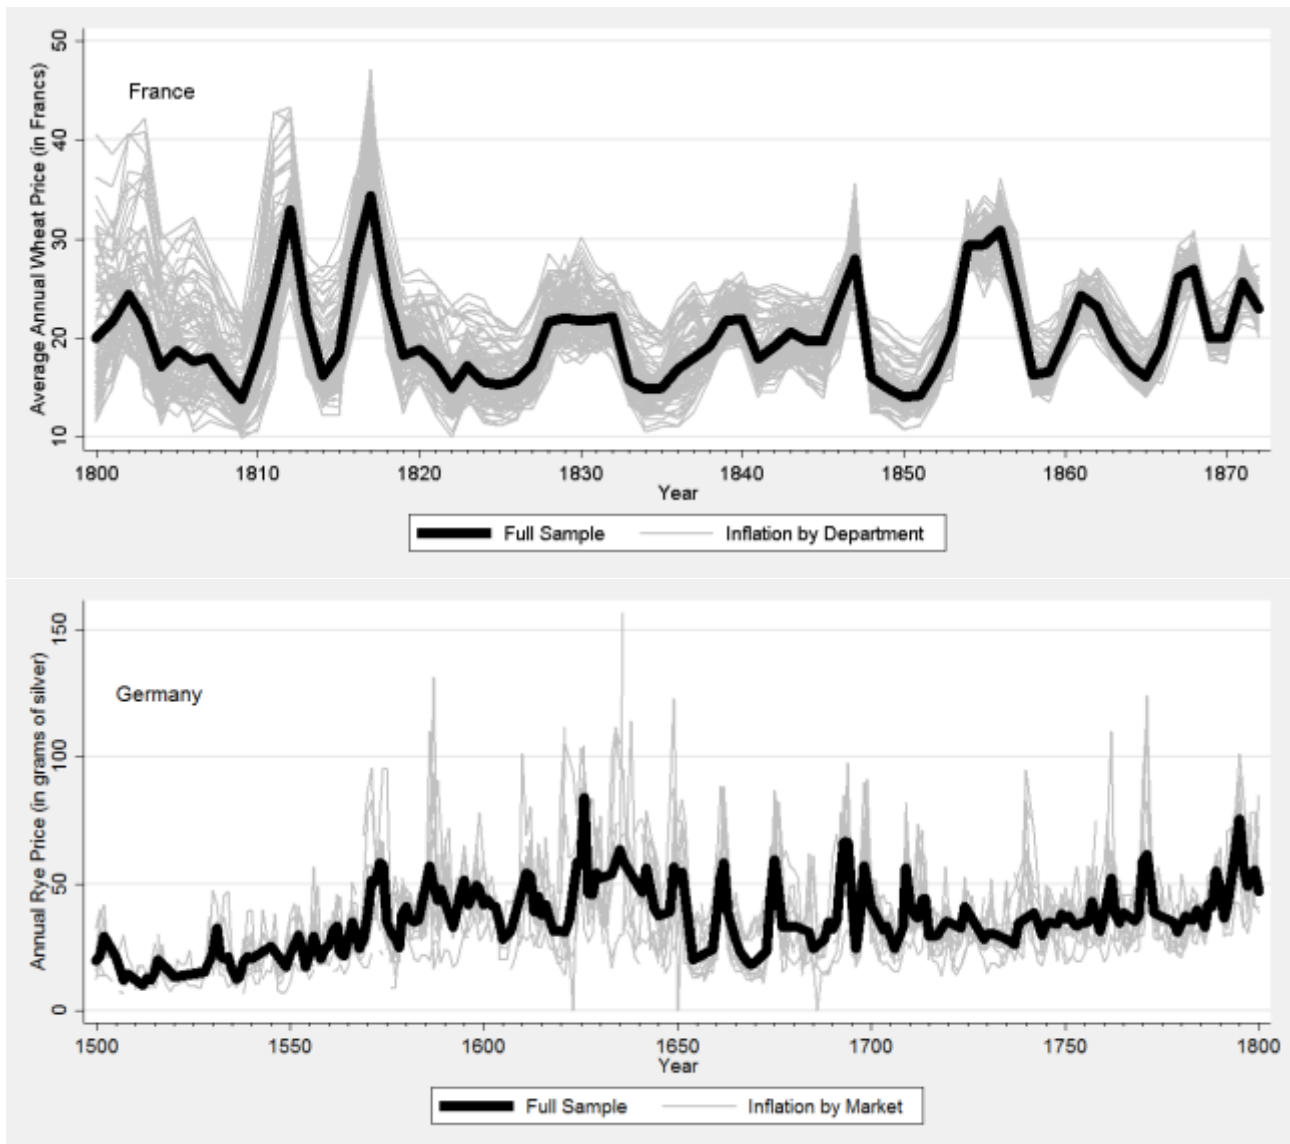 Average Annual Wheat Price (in Francs)
50
40
30
20
10
France
1800 1810 1820 1830 1840 1850 1860 1870
Year
Full Sample Inflation by Department
Annual Rye Price (in grams of silver)
150
100
50
0
Germany
1500 1550 1600 1650 1700 1750 1800
Year
Full Sample Inflation by Market